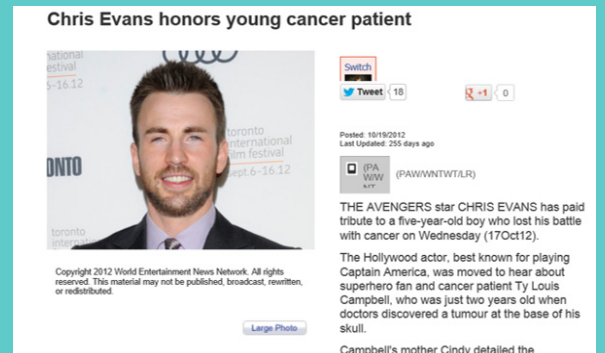 Chris Evans honors young cancer patient
national
estival
6-16.12
ONTO
toronto
international
film festival
sept.6-16.12
toronto
interna
Copyright 2012 World Entertainment News Network. All rights
reserved. This material may not be published, broadcast, rewritten,
or redistributed.
Large Photo
Switch
Tweet 18
+1 0
Posted: 10/19/2012
Last Updated: 255 days ago
(PA
W/W
(PAW/WNTWT/LR)
THE AVENGERS star CHRIS EVANS has paid
tribute to a five-year-old boy who lost his battle
with cancer on Wednesday (17Oct12).
The Hollywood actor, best known for playing
Captain America, was moved to hear about
superhero fan and cancer patient Ty Louis
Campbell, who was just two years old when
doctors discovered a tumour at the base of his
skull.
Campbell's mother Cindy detailed the